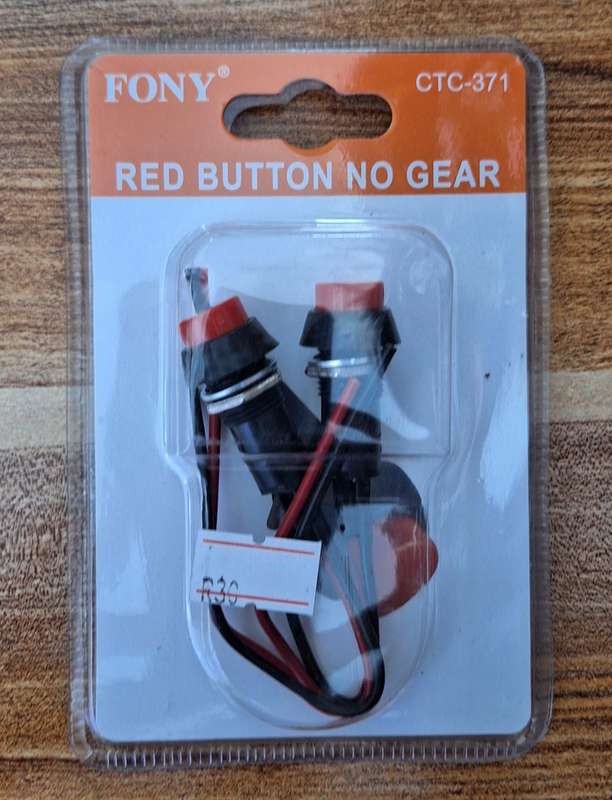 FONY®
CTC-371
RED BUTTON NO GEAR
R30